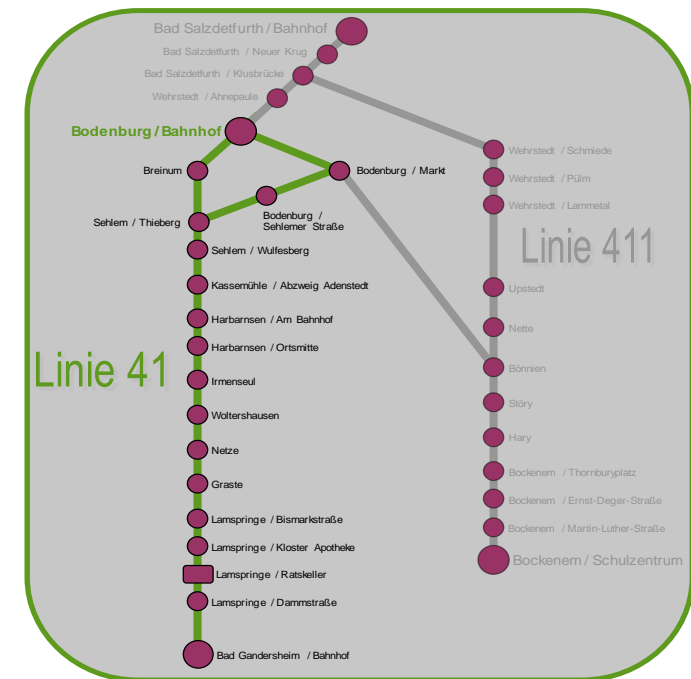 Bad Salzdetfurth / Bahnhof
Bad Salzdetfurth / Neuer Krug
Bad Salzdetfurth / Klusbrücke
Wehrstedt / Ahnepaule
Bodenburg / Bahnhof
Breinum
Bodenburg / Markt
Bodenburg /
Sehlemer Straße
Sehlem / Thieberg
Sehlem / Wulfesberg
Kassemühle / Abzweig Adenstedt
Harbarnsen / Am Bahnhof
Harbarnsen / Ortsmitte
Linie 41
Irmenseul
Woltershausen
Netze
Graste
Lamspringe / Bismarkstraße
Lamspringe / Kloster Apotheke
Lamspringe / Ratskeller
Lamspringe / Dammstraße
Bad Gandersheim / Bahnhof
Wehrstedt / Schmiede
Wehrstedt / Pülm
Wehrstedt / Lammetal
Linie 411
Upstedt
Nette
Bönnien
Störy
Hary
Bockenem / Thornburyplatz
Bockenem / Ernst-Deger-Straße
Bockenem / Martin-Luther-Straße
Bockenem / Schulzentrum